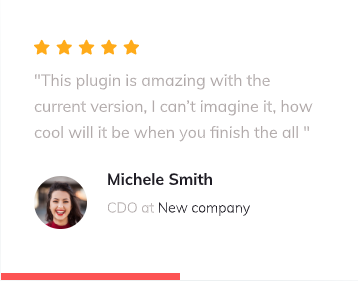 "This plugin is amazing with the
current version, I can't imagine it, how
cool will it be when you finish the all "
Michele Smith
CDO at New company